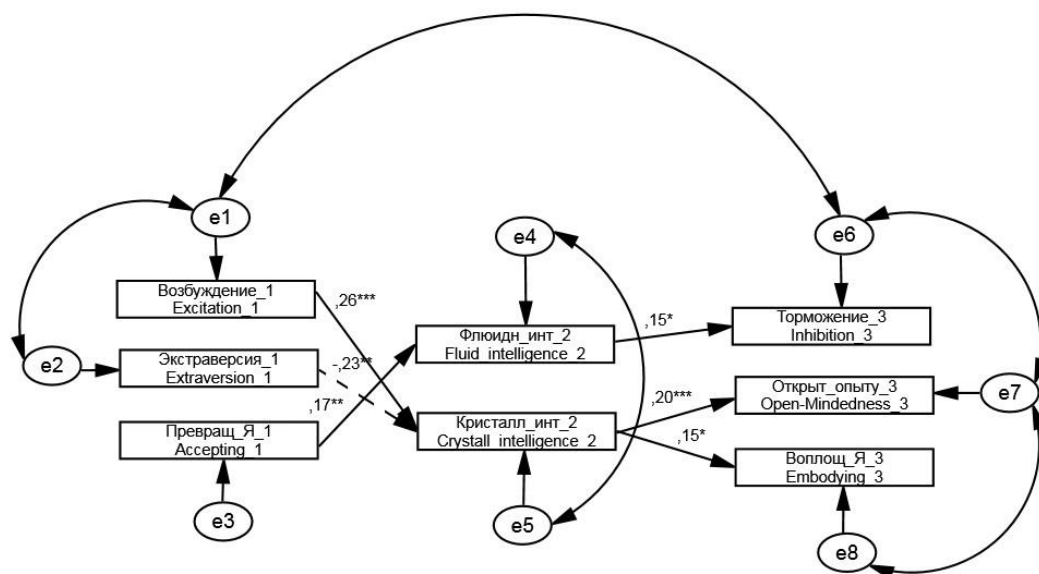 e1
e6
e4
Возбуждение_1
Excitation_1
,26***
Торможение_3
Inhibition_3
,15*
Флюидн_инт_2
Fluid_intelligence_2
e2
Экстраверсия_1
Extraversion_1
-,23**
,17**
,20***
Открыт_опыту_3
Open-Mindedness_3
e7
Превращ_Я_1
Accepting_1
Кристалл_инт_2
Crystall_intelligence_2
,15*
Воплощ_Я_3
Embodying_3
e3
e5
e8